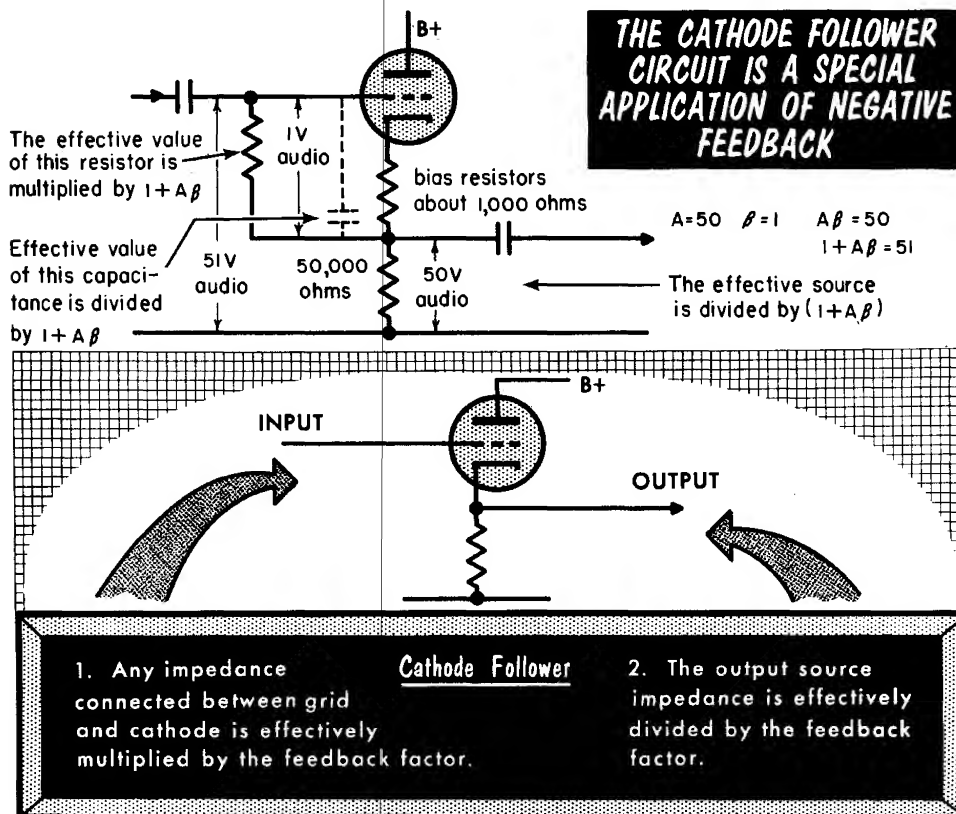 B+
THE CATHODE FOLLOWER
CIRCUIT IS A SPECIAL
APPLICATION OF NEGATIVE
FEEDBACK
The effective value
of this resistor is
multiplied by 1+Aβ
1V
audio
bias resistors
about 1,000 ohms
A=50 β=1 Aβ=50
1+Aβ=51
Effective value
of this capaci-
tance is divided
by 1+Aβ
51V
audio
50,000
ohms
50V
audio
The effective source
is divided by (1+Aβ)
B+
INPUT
OUTPUT
Cathode Follower
1. Any impedance
connected between grid
and cathode is effectively
multiplied by the feedback factor.
2. The output source
impedance is effectively
divided by the feedback
factor.